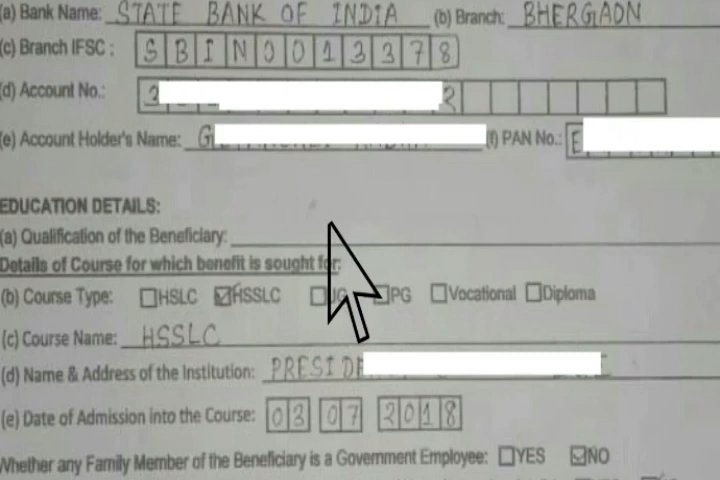 (a) Bank Name: STATE BANK OF INDIA (b) Branch: BHERGAON
(c) Branch IFSC : SBIN0013378
(d) Account No.: 3 2
(e) Account Holder's Name: G (f) PAN No.: E
EDUCATION DETAILS:
(a) Qualification of the Beneficiary:
Details of Course for which benefit is sought for:
(b) Course Type: HSLC HSSLC UG PG Vocational Diploma
(c) Course Name: HSSLC
(d) Name & Address of the Institution: PRESIDE
(e) Date of Admission into the Course: 03 07 2018
Whether any Family Member of the Beneficiary is a Government Employee: YES NO